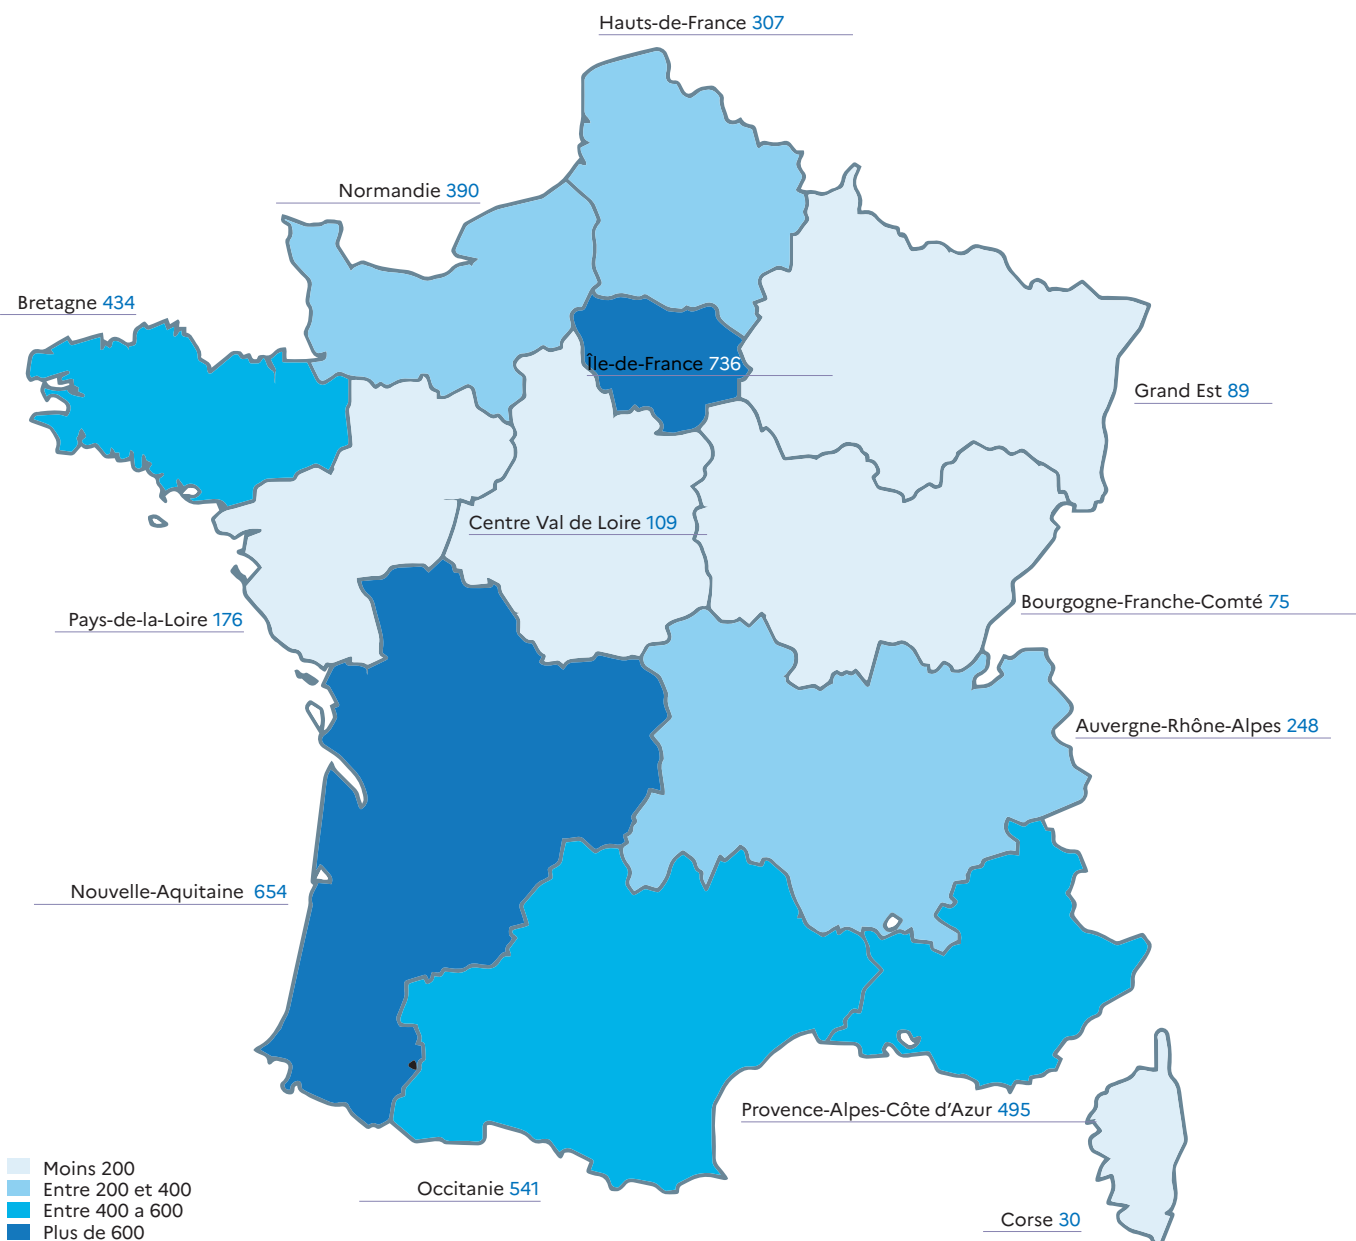 Hauts-de-France 307
Normandie 390
Bretagne 434
Île-de-France 736
Grand Est 89
Centre Val de Loire 109
Bourgogne-Franche-Comté 75
Pays-de-la-Loire 176
Auvergne-Rhône-Alpes 248
Nouvelle-Aquitaine 654
Provence-Alpes-Côte d'Azur 495
Occitanie 541
Corse 30
Moins 200
Entre 200 et 400
Entre 400 a 600
Plus de 600